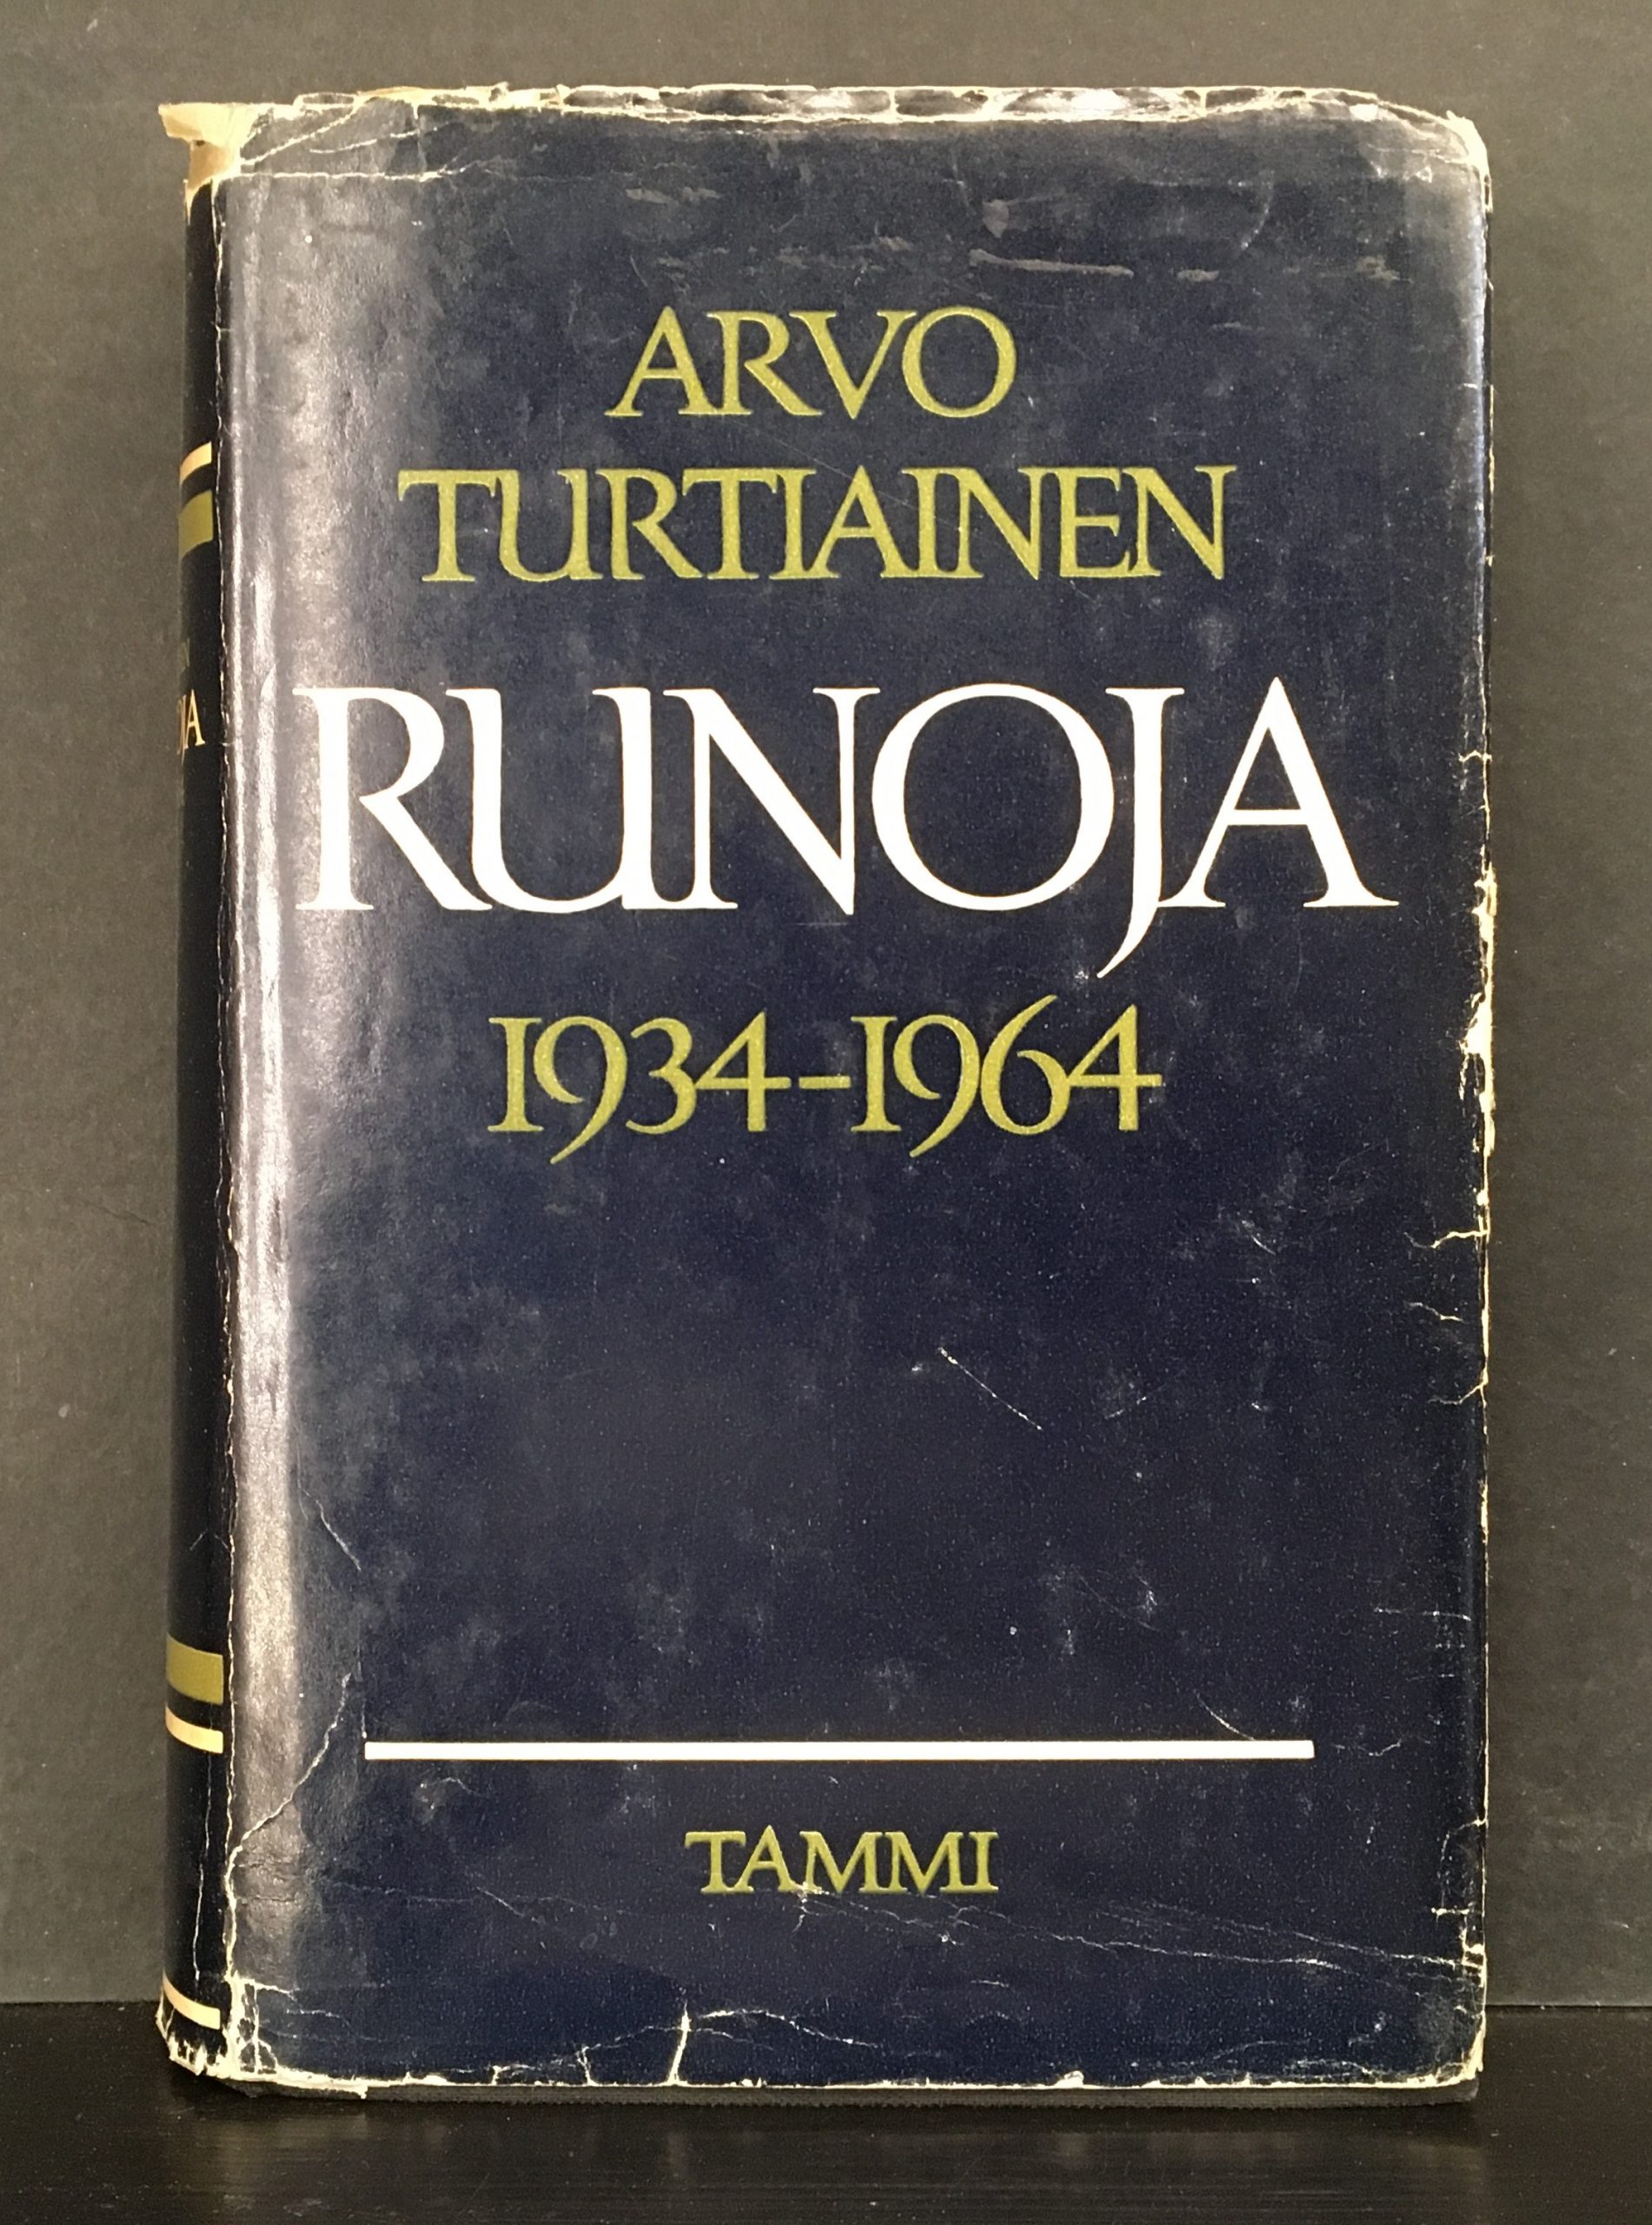 ARVO
TURTIAINEN
RUNOJA
1934-1964
TAMMI